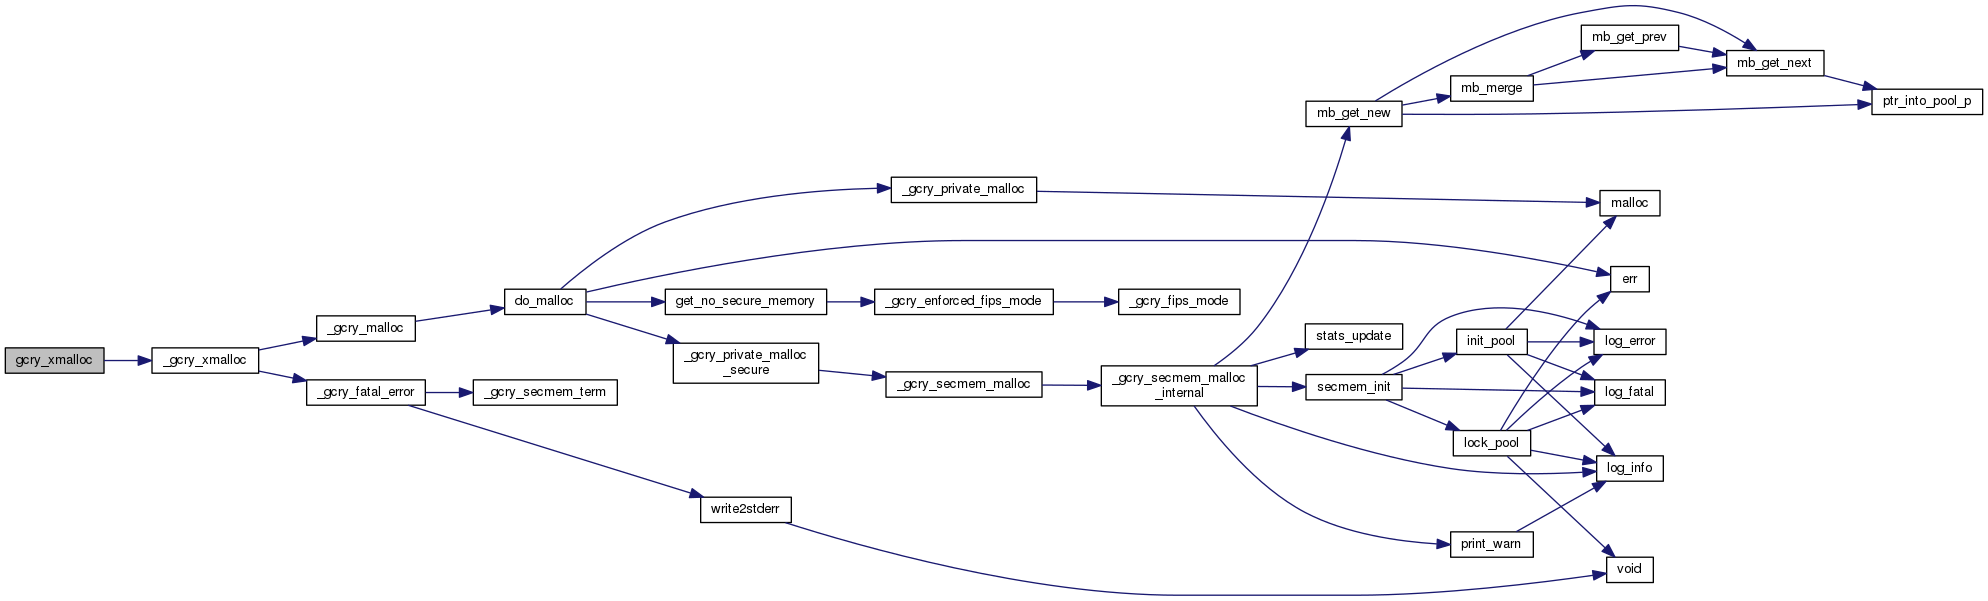 gcry_xmalloc
_gcry_xmalloc
_gcry_malloc
_gcry_fatal_error
do_malloc
_gcry_secmem_term
write2stderr
_gcry_private_malloc
get_no_secure_memory
_gcry_private_malloc
_secure
_gcry_enforced_fips_mode
_gcry_fips_mode
_gcry_secmem_malloc
_gcry_secmem_malloc
_internal
mb_get_new
stats_update
secmem_init
mb_merge
mb_get_prev
mb_get_next
ptr_into_pool_p
init_pool
lock_pool
print_warn
malloc
err
log_error
log_fatal
log_info
void